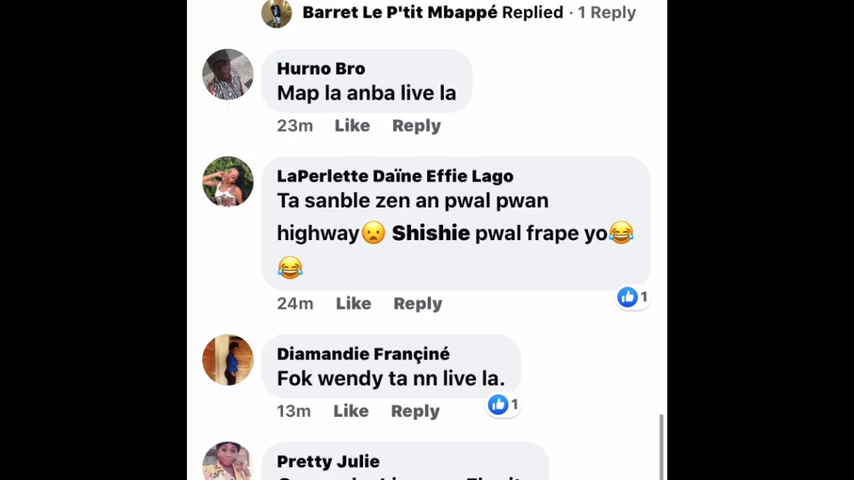 Barret Le P'tit Mbappé Replied · 1 Reply
Hurno Bro
Map la anba live la
23m Like Reply
LaPerlette Daïne Effie Lago
Ta sanble zen an pwal pwan
highway😦 Shishie pwal frape yo😂
😂
24m Like Reply
1
Diamandie Françiné
Fok wendy ta nn live la.
13m Like Reply
1
Pretty Julie